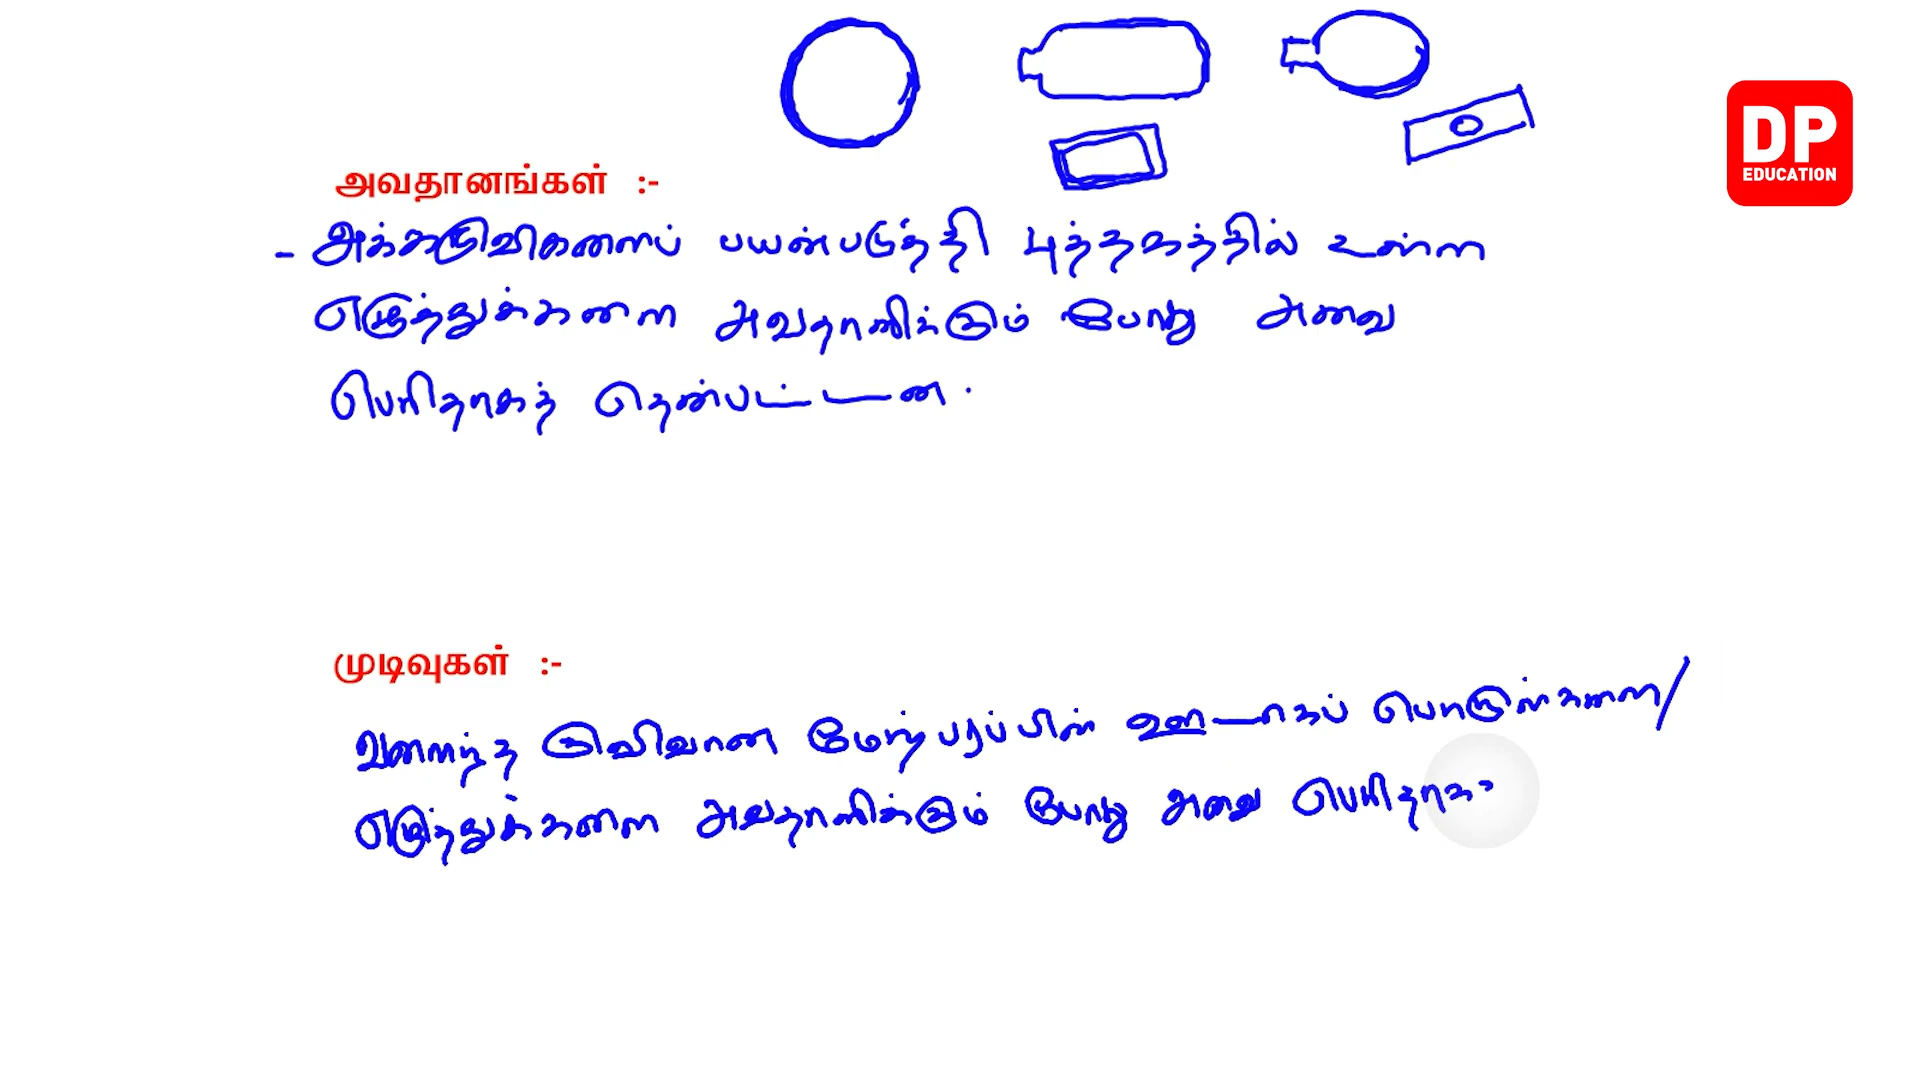 DP
EDUCATION
அவதானங்கள் :-
- அக்கருவிகளைப் பயன்படுத்தி புத்தகத்தில் உள்ள
எழுத்துக்களை அவதானிக்கும் போது அவை
பெரிதாகத் தென்பட்டன.
முடிவுகள் :-
வளைந்த குவிவான மேற்பரப்பின் ஊடாகப் பொருள்களை/
எழுத்துக்களை அவதானிக்கும் போது அவை பெரிதாக